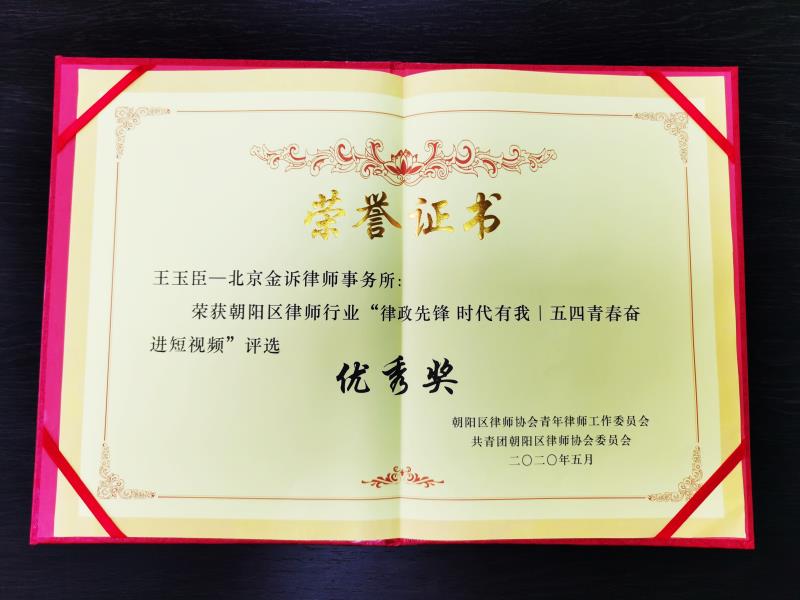 荣誉证书
王玉臣—北京金诉律师事务所：
荣获朝阳区律师行业“律政先锋 时代有我｜五四青春奋
进短视频”评选
优秀奖
朝阳区律师协会青年律师工作委员会
共青团朝阳区律师协会委员会
二〇二〇年五月